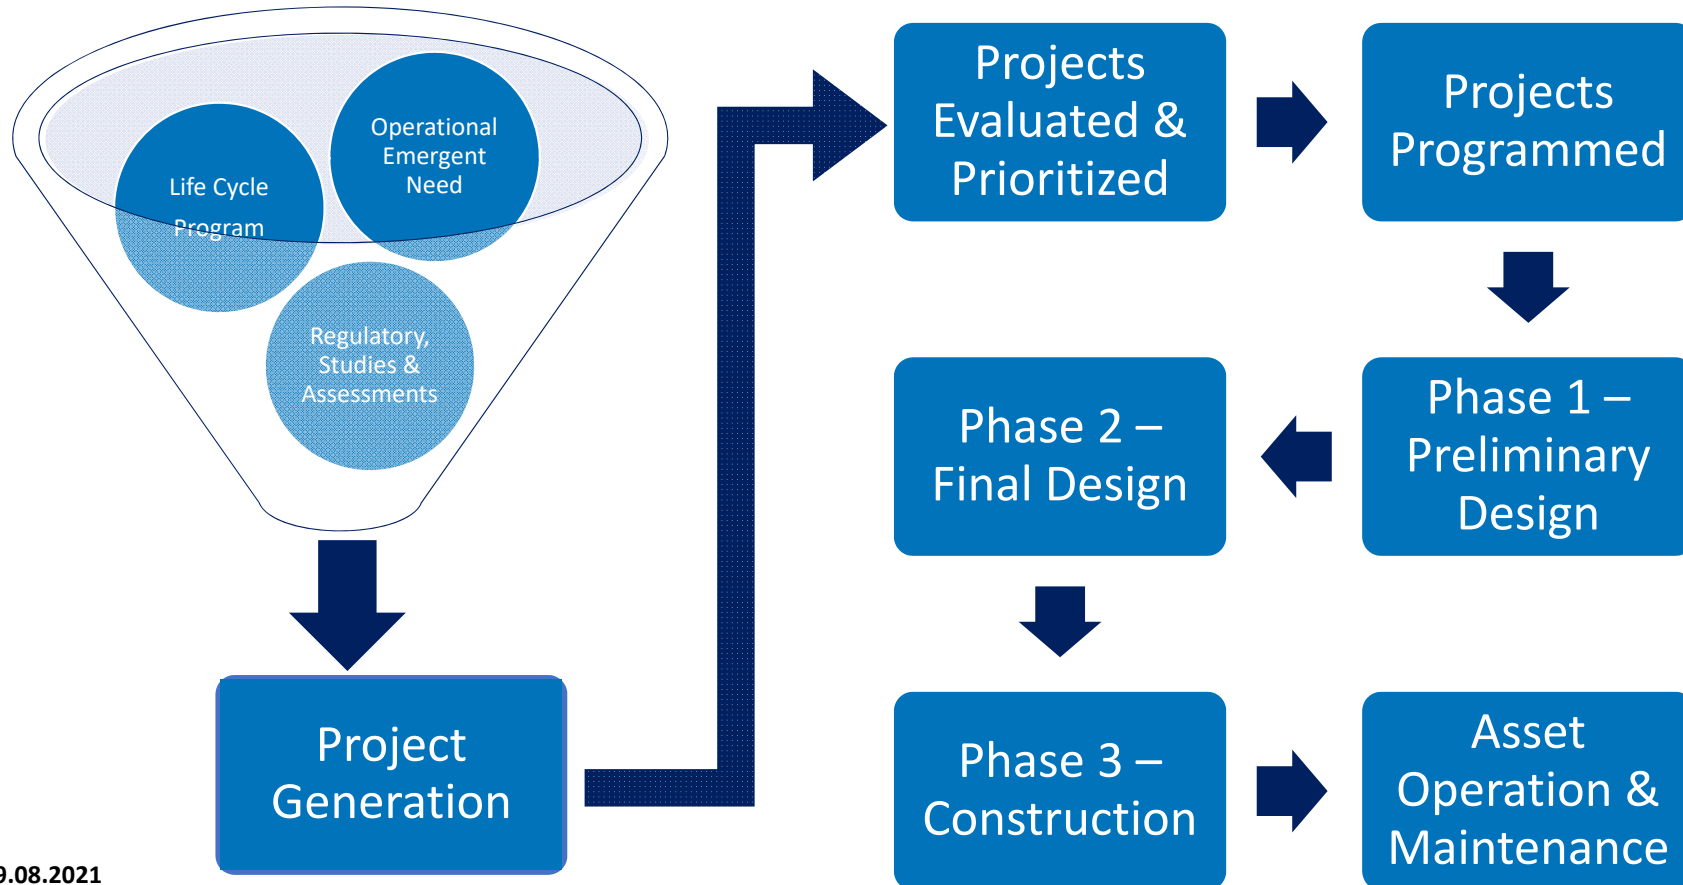 Operational
Emergent
Need
Life Cycle
Program
Regulatory,
Studies &
Assessments
Project
Generation
Projects
Evaluated &
Prioritized
Projects
Programmed
Phase 1 –
Preliminary
Design
Phase 2 –
Final Design
Phase 3 –
Construction
Asset
Operation &
Maintenance
9.08.2021